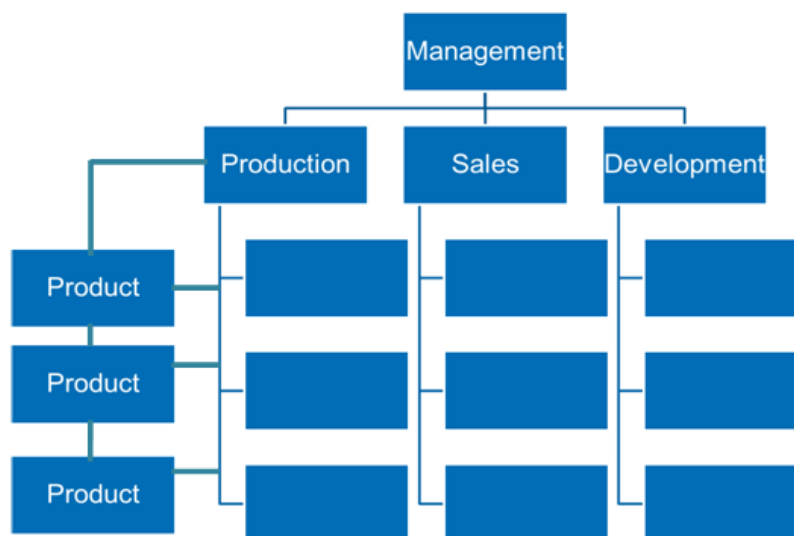 Management
Production
Sales
Development
Product
Product
Product